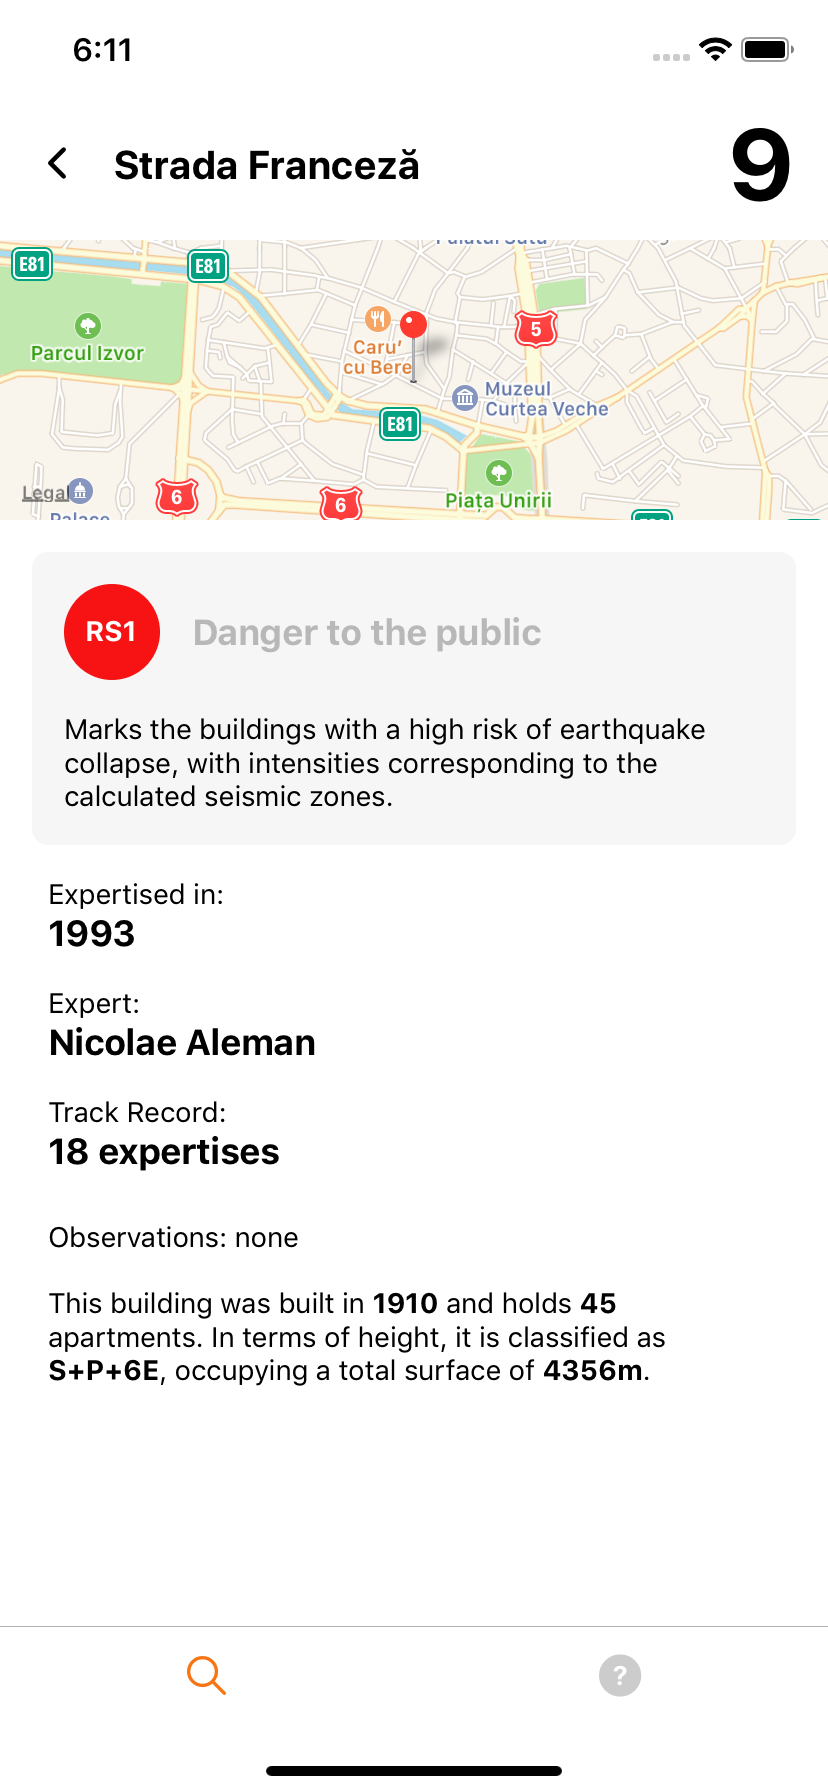 6:11
Strada Franceză
9
E81
E81
Parcul Izvor
Caru’
cu Bere
5
Muzeul
Curtea Veche
E81
Legal
6
6
Piața Unirii
RS1
Danger to the public
Marks the buildings with a high risk of earthquake
collapse, with intensities corresponding to the
calculated seismic zones.
Expertised in:
1993
Expert:
Nicolae Aleman
Track Record:
18 expertises
Observations: none
This building was built in 1910 and holds 45
apartments. In terms of height, it is classified as
S+P+6E, occupying a total surface of 4356m.
?